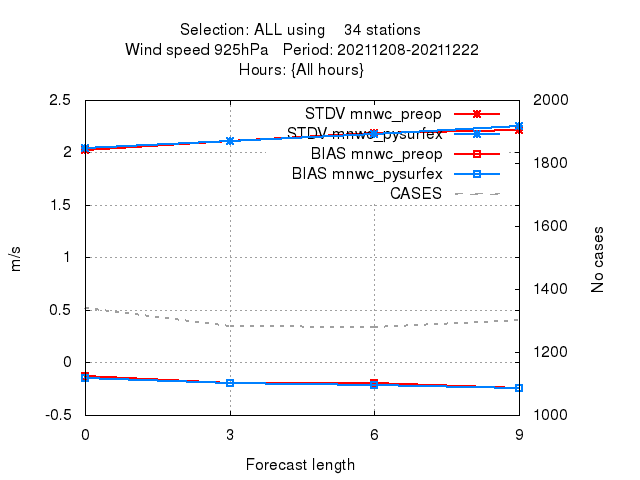 Selection: ALL using 34 stations
Wind speed 925hPa Period: 20211208-20211222
Hours: {All hours}
2.5
2
1.5
1
0.5
0
-0.5
m/s
STDV mnwc_preop
STDV mnwc_pysurfex
BIAS mnwc_preop
BIAS mnwc_pysurfex
CASES
2000
1800
1600
1400
1200
1000
No cases
0 3 6 9
Forecast length